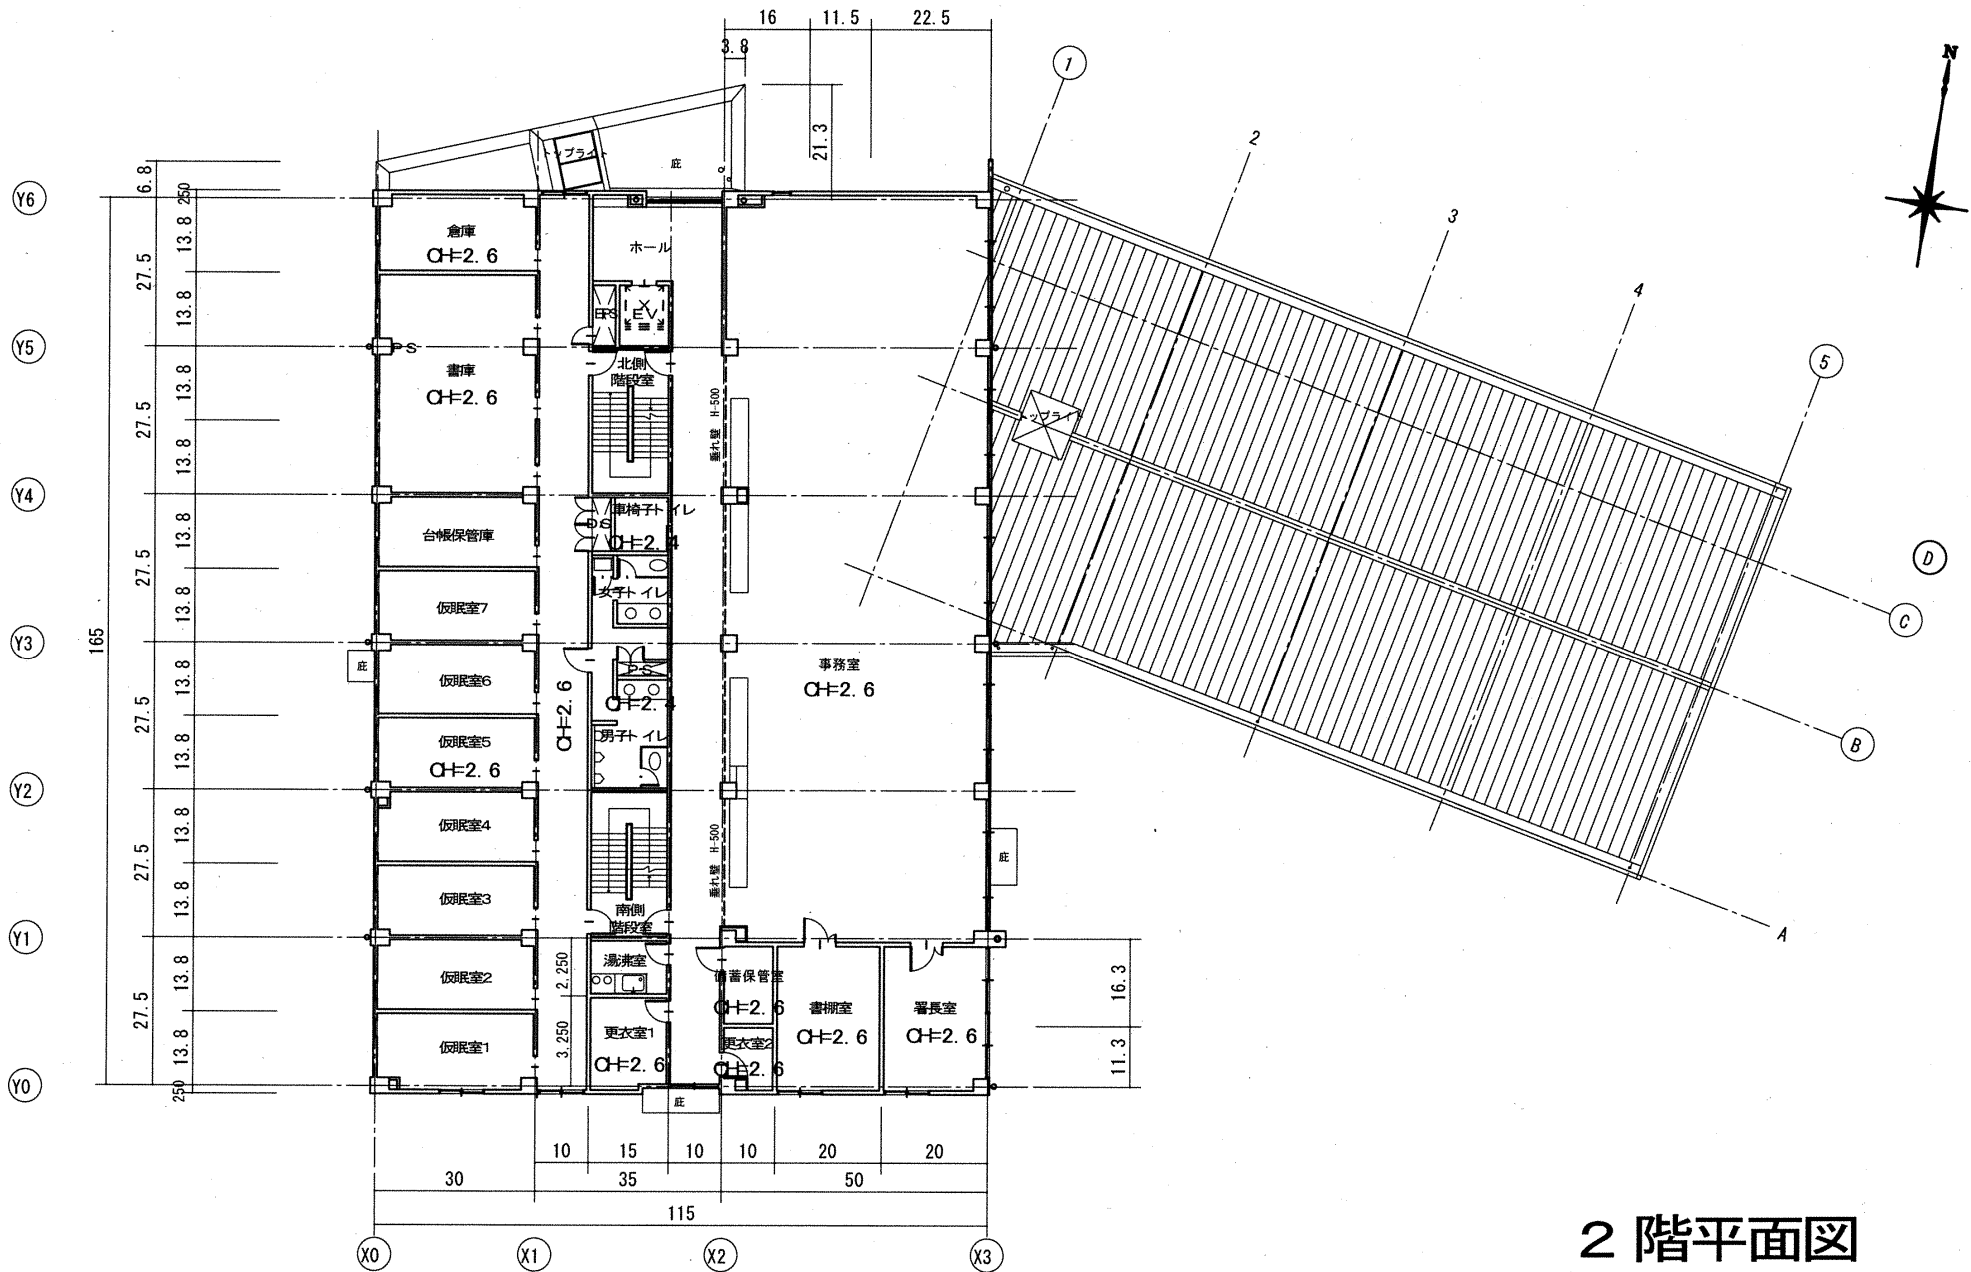 16
11.5
22.5
3.8
1
N
2
21.3
トップライト
庇
3
6.8
250
Y6
13.8
倉庫
CH=2.6
ホール
27.5
13.8
4
EPS
EV
Y5
PS
北側
階段室
書庫
CH=2.6
5
13.8
垂れ壁 H-500
トップライト
27.5
13.8
Y4
車椅子トイレ
台帳保管庫
DS
CH=2.4
13.8
D
27.5
女子トイレ
仮眠室7
13.8
C
165
Y3
庇
事務室
CH=2.6
PS
仮眠室6
13.8
CH=2.6
CH=2.4
27.5
男子トイレ
仮眠室5
CH=2.6
13.8
B
Y2
仮眠室4
13.8
垂れ壁 H-500
庇
27.5
仮眠室3
13.8
南側
階段室
Y1
A
湯沸室
2,250
備蓄保管室
CH=2.6
仮眠室2
13.8
16.3
書棚室
CH=2.6
署長室
CH=2.6
27.5
更衣室1
CH=2.6
3,250
更衣室2
CH=2.6
仮眠室1
13.8
11.3
Y0
250
庇
10
15
10
10
20
20
30
35
50
115
X0
X1
X2
X3
2階平面図